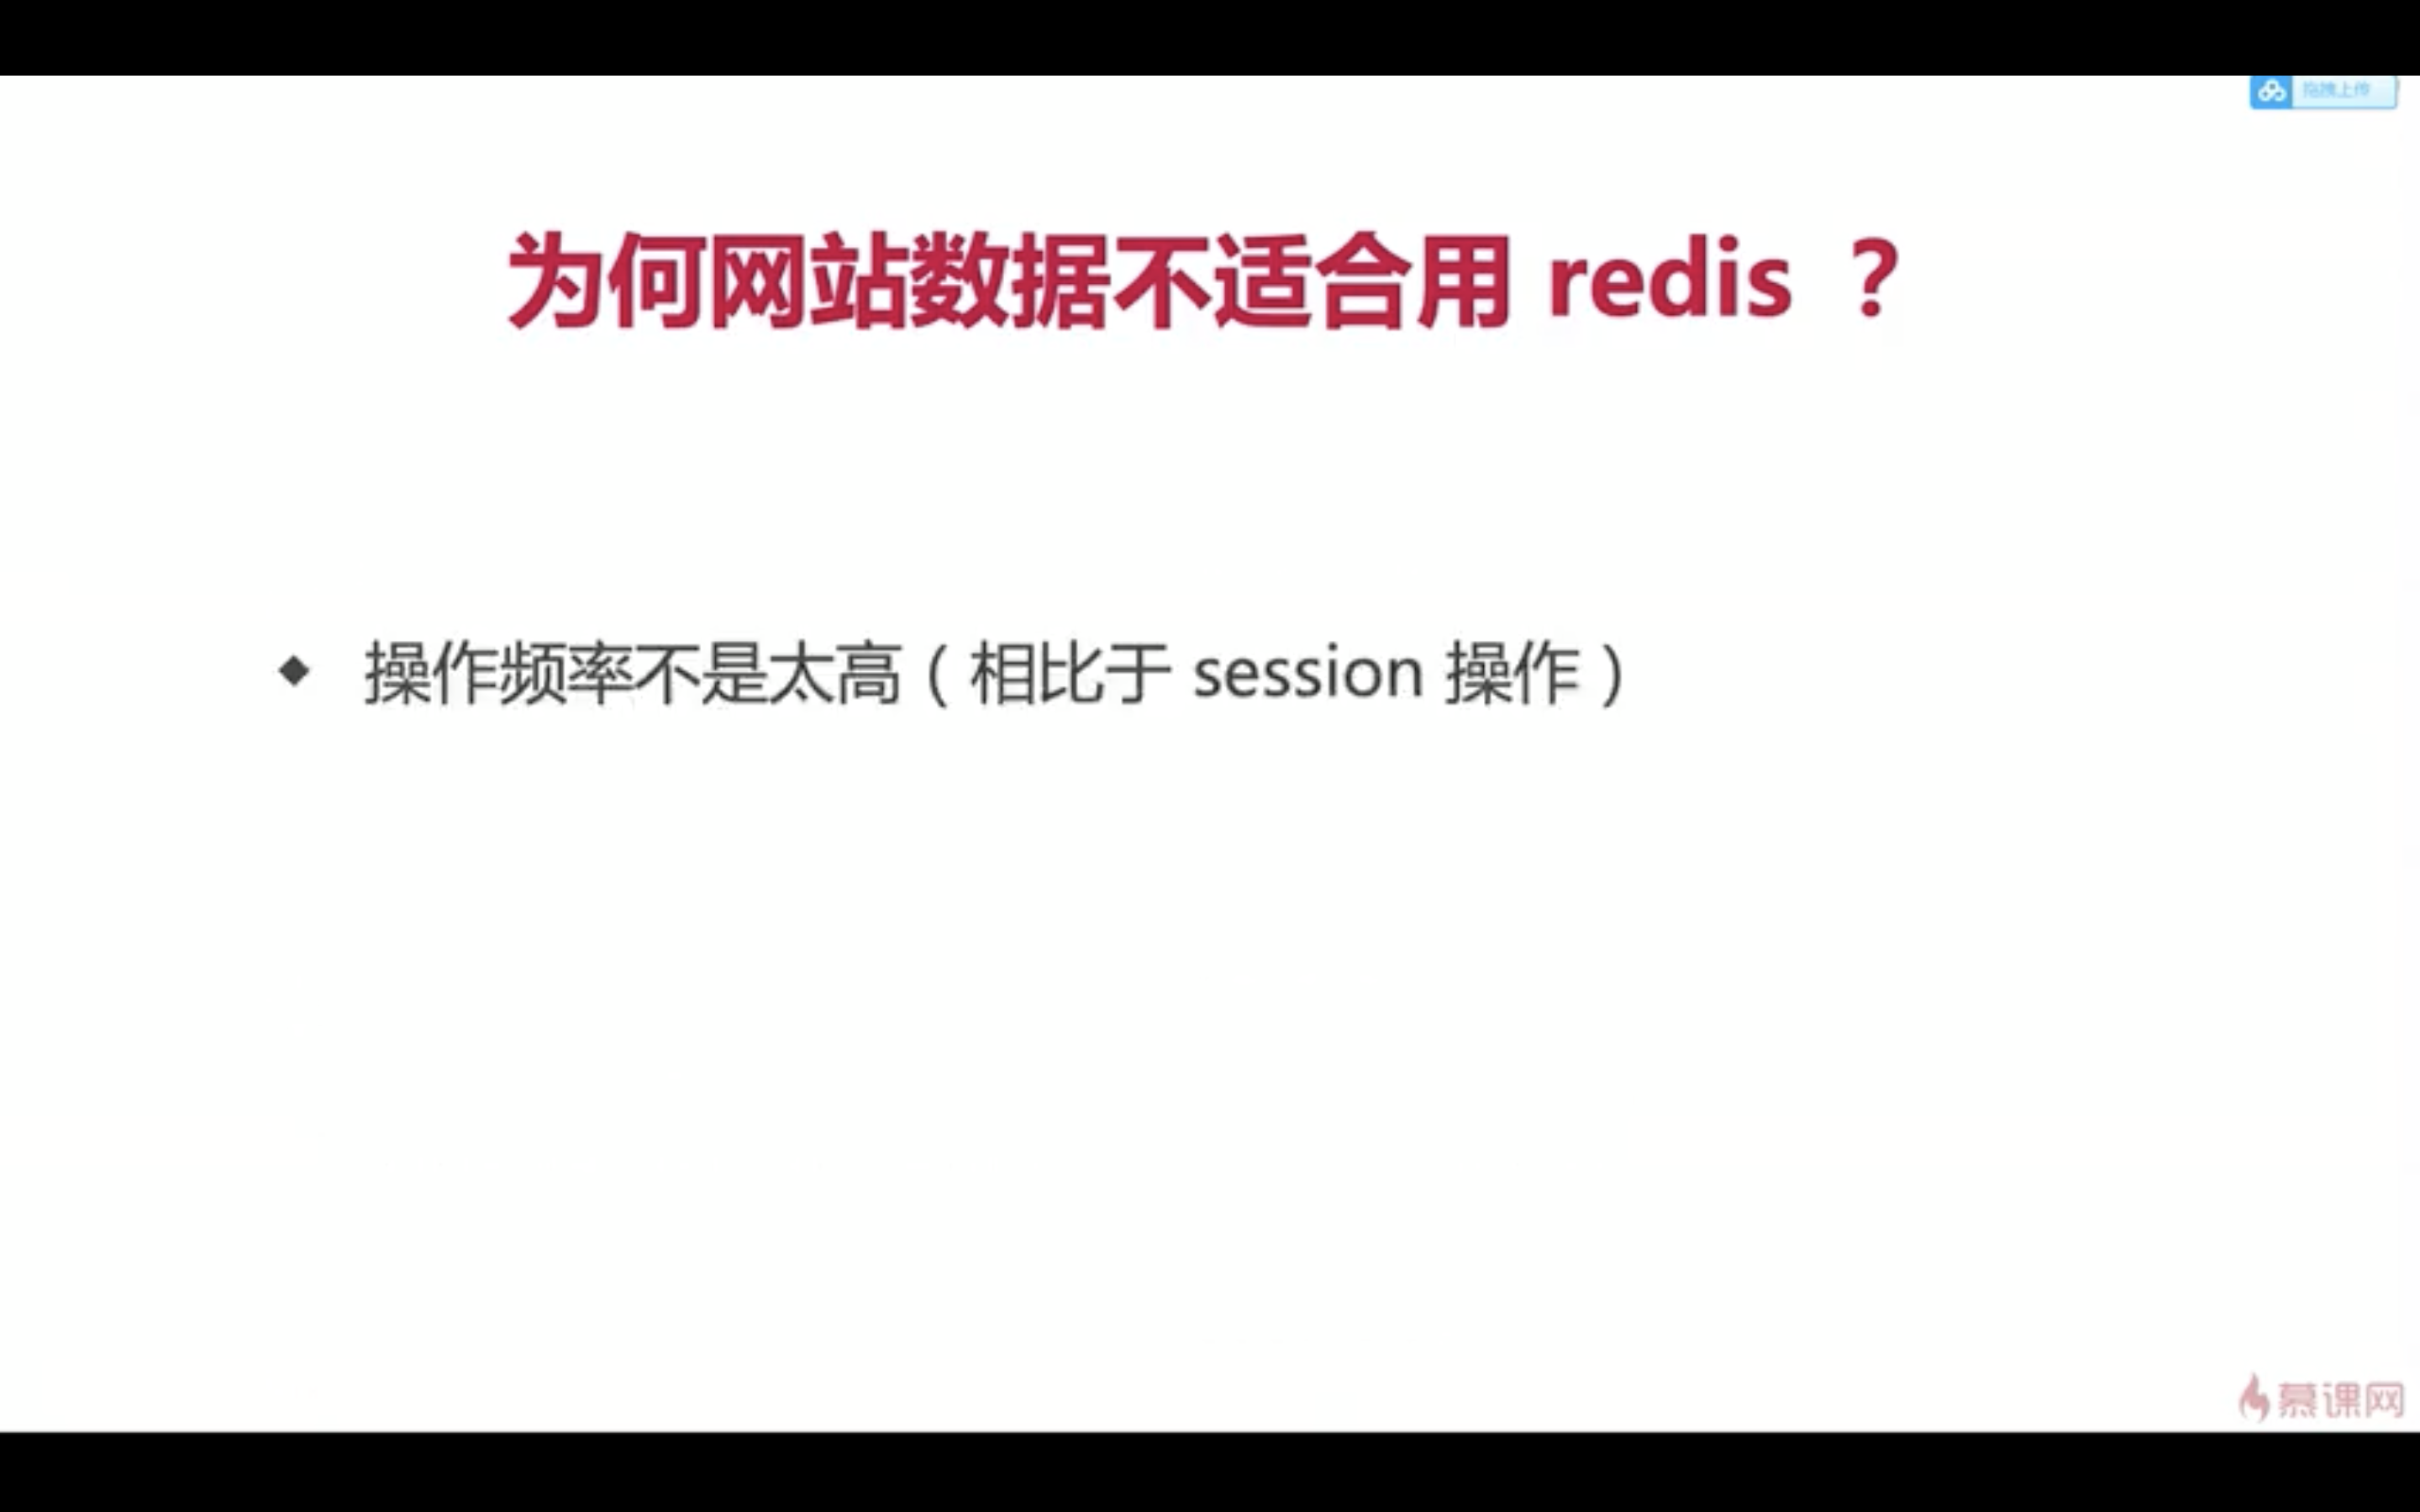 拖拽上传
为何网站数据不适合用 redis ？
◆ 操作频率不是太高（相比于 session 操作）
慕课网